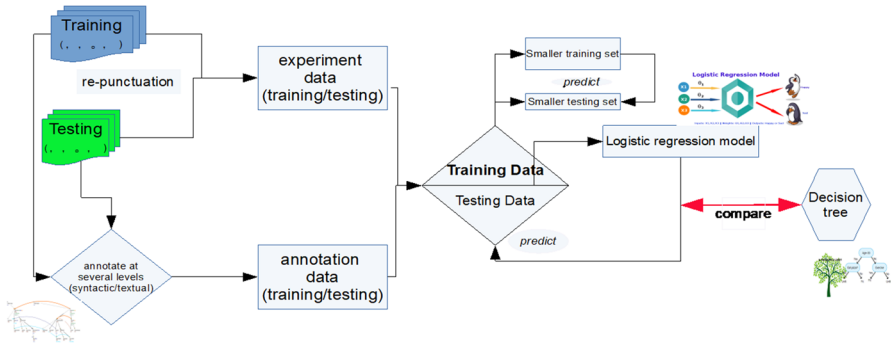 Training
(, , 。, )
re-punctuation
Testing
(, , 。, )
experiment
data
(training/testing)
annotate at
several levels
(syntactic/textual)
annotation
data
(training/testing)
Smaller training set
predict
Smaller testing set
Training Data
Testing Data
predict
Logistic Regression Model
Logistic regression model
compare
Decision
tree